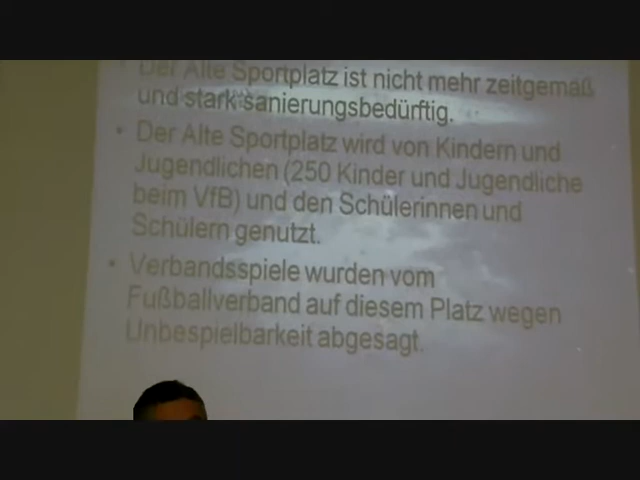 • Der Alte Sportplatz ist nicht mehr zeitgemäß
und stark sanierungsbedürftig.
• Der Alte Sportplatz wird von Kindern und
Jugendlichen (250 Kinder und Jugendliche
beim VfB) und den Schülerinnen und
Schülern genutzt.
• Verbandsspiele wurden vom
Fußballverband auf diesem Platz wegen
Unbespielbarkeit abgesagt.